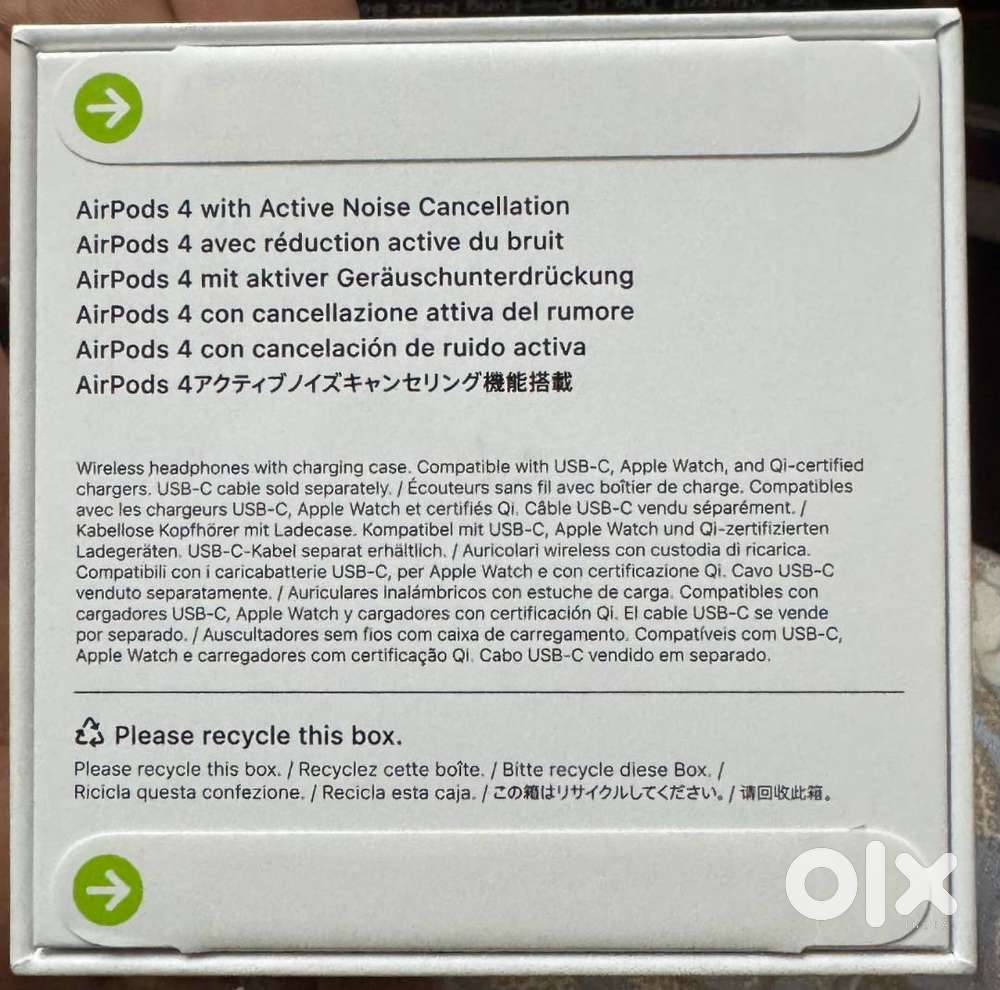 AirPods 4 with Active Noise Cancellation
AirPods 4 avec réduction active du bruit
AirPods 4 mit aktiver Geräuschunterdrückung
AirPods 4 con cancellazione attiva del rumore
AirPods 4 con cancelación de ruido activa
AirPods 4アクティブノイズキャンセリング機能搭載
Wireless headphones with charging case. Compatible with USB-C, Apple Watch, and Qi-certified
chargers. USB-C cable sold separately. / Écouteurs sans fil avec boîtier de charge. Compatibles
avec les chargeurs USB-C, Apple Watch et certifiés Qi. Câble USB-C vendu séparément. /
Kabellose Kopfhörer mit Ladecase. Kompatibel mit USB-C, Apple Watch und Qi-zertifizierten
Ladegeräten. USB-C-Kabel separat erhältlich. / Auricolari wireless con custodia di ricarica.
Compatibili con i caricabatterie USB-C, per Apple Watch e con certificazione Qi. Cavo USB-C
venduto separatamente. / Auriculares inalámbricos con estuche de carga. Compatibles con
cargadores USB-C, Apple Watch y cargadores con certificación Qi. El cable USB-C se vende
por separado. / Auscultadores sem fios com caixa de carregamento. Compatíveis com USB-C,
Apple Watch e carregadores com certificação Qi. Cabo USB-C vendido em separado.
Please recycle this box.
Please recycle this box. / Recyclez cette boîte. / Bitte recycle diese Box. /
Ricicla questa confezione. / Recicla esta caja. / この箱はリサイクルしてください。/ 请回收此箱。
olx
INDIA